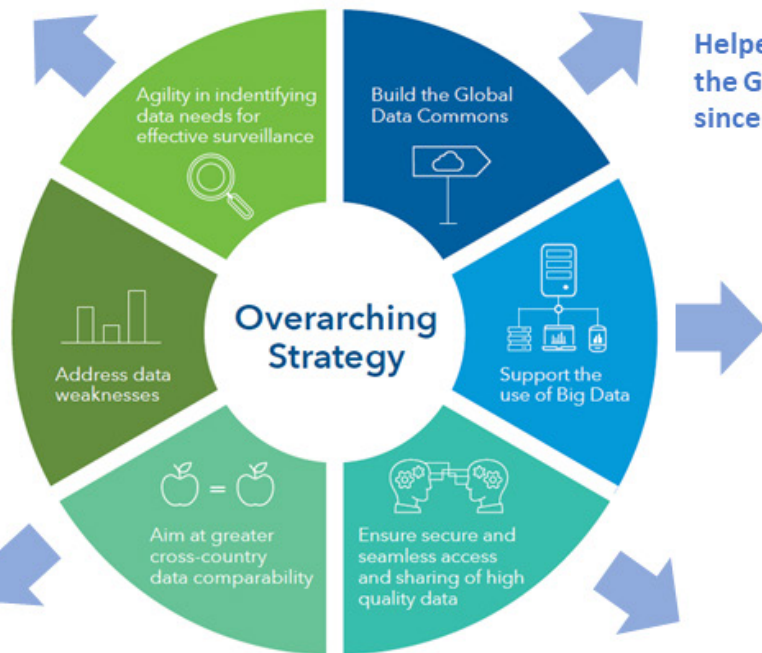 Agility in indentifying
data needs for
effective surveillance
Build the Global
Data Commons
the G
since
Overarching
Strategy
Address data
weaknesses
Support the
use of Big Data
Aim at greater
cross-country
data comparability
Ensure secure and
seamless access
and sharing of high
quality data